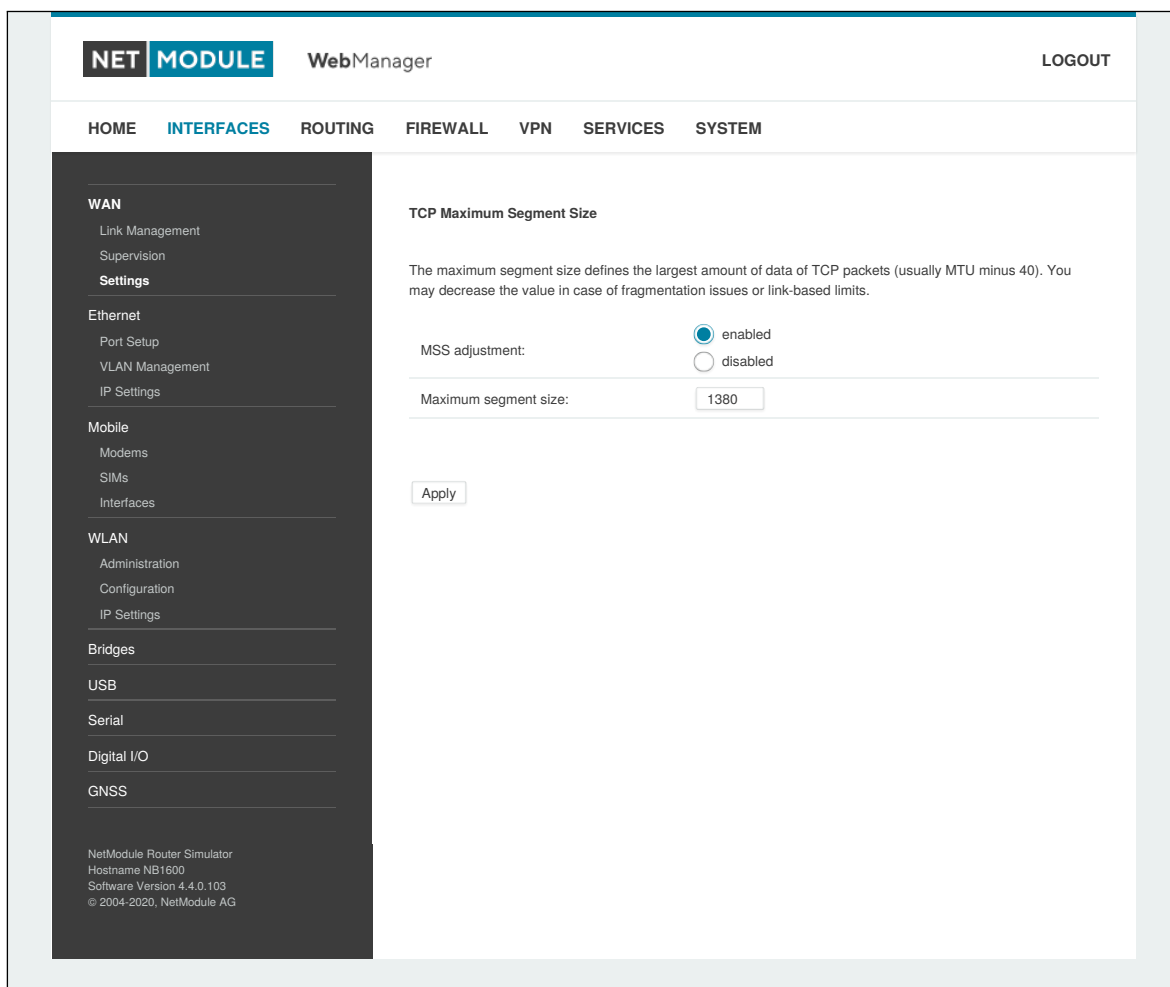 NET MODULE WebManager LOGOUT
HOME INTERFACES ROUTING FIREWALL VPN SERVICES SYSTEM
WAN
Link Management
Supervision
Settings
Ethernet
Port Setup
VLAN Management
IP Settings
Mobile
Modems
SIMs
Interfaces
WLAN
Administration
Configuration
IP Settings
Bridges
USB
Serial
Digital I/O
GNSS
NetModule Router Simulator
Hostname NB1600
Software Version 4.4.0.103
© 2004-2020, NetModule AG
TCP Maximum Segment Size
The maximum segment size defines the largest amount of data of TCP packets (usually MTU minus 40). You
may decrease the value in case of fragmentation issues or link-based limits.
MSS adjustment:
enabled
disabled
Maximum segment size: 1380
Apply